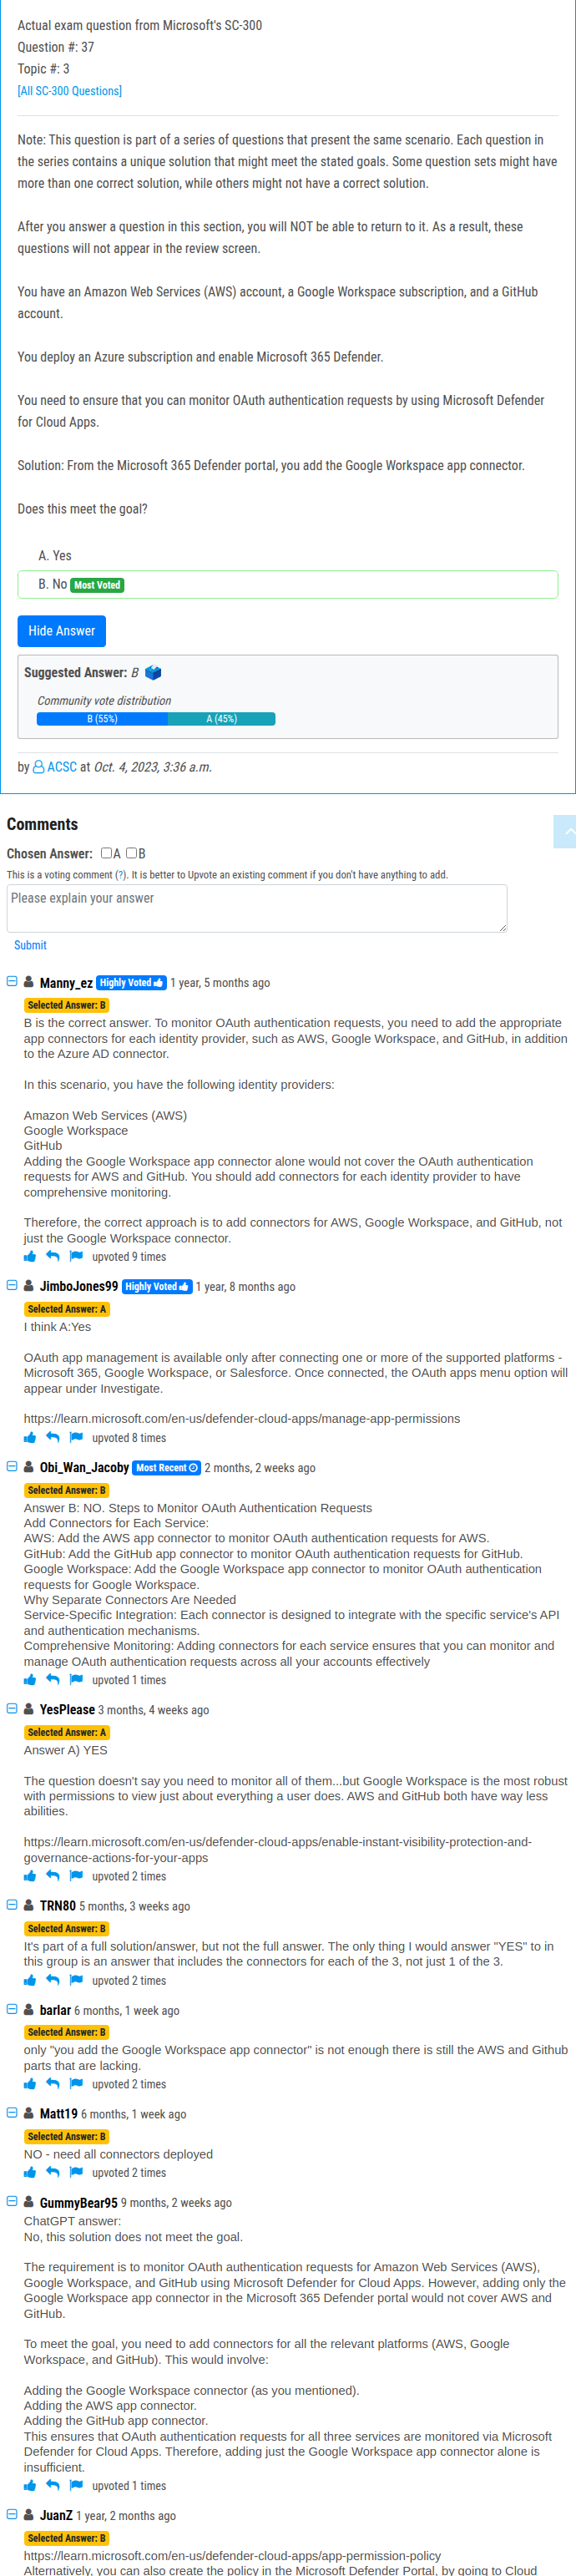 Actual exam question from Microsoft's SC-300
Question #: 37
Topic #: 3
[All SC-300 Questions]
Note: This question is part of a series of questions that present the same scenario. Each question in
the series contains a unique solution that might meet the stated goals. Some question sets might have
more than one correct solution, while others might not have a correct solution.
After you answer a question in this section, you will NOT be able to return to it. As a result, these
questions will not appear in the review screen.
You have an Amazon Web Services (AWS) account, a Google Workspace subscription, and a GitHub
account.
You deploy an Azure subscription and enable Microsoft 365 Defender.
You need to ensure that you can monitor OAuth authentication requests by using Microsoft Defender
for Cloud Apps.
Solution: From the Microsoft 365 Defender portal, you add the Google Workspace app connector.
Does this meet the goal?
A. Yes
B. No Most Voted
Hide Answer
Suggested Answer: B
Community vote distribution
B (55%) A (45%)
by ACSC at Oct. 4, 2023, 3:36 a.m.
Comments
Chosen Answer: A B
This is a voting comment (?). It is better to Upvote an existing comment if you don't have anything to add.
Please explain your answer
Submit
Manny_ez Highly Voted 1 year, 5 months ago
Selected Answer: B
B is the correct answer. To monitor OAuth authentication requests, you need to add the appropriate
app connectors for each identity provider, such as AWS, Google Workspace, and GitHub, in addition
to the Azure AD connector.
In this scenario, you have the following identity providers:
Amazon Web Services (AWS)
Google Workspace
GitHub
Adding the Google Workspace app connector alone would not cover the OAuth authentication
requests for AWS and GitHub. You should add connectors for each identity provider to have
comprehensive monitoring.
Therefore, the correct approach is to add connectors for AWS, Google Workspace, and GitHub, not
just the Google Workspace connector.
upvoted 9 times
JimboJones99 Highly Voted 1 year, 8 months ago
Selected Answer: A
I think A:Yes
OAuth app management is available only after connecting one or more of the supported platforms -
Microsoft 365, Google Workspace, or Salesforce. Once connected, the OAuth apps menu option will
appear under Investigate.
https://learn.microsoft.com/en-us/defender-cloud-apps/manage-app-permissions
upvoted 8 times
Obi_Wan_Jacoby Most Recent 2 months, 2 weeks ago
Selected Answer: B
Answer B: NO. Steps to Monitor OAuth Authentication Requests
Add Connectors for Each Service:
AWS: Add the AWS app connector to monitor OAuth authentication requests for AWS.
GitHub: Add the GitHub app connector to monitor OAuth authentication requests for GitHub.
Google Workspace: Add the Google Workspace app connector to monitor OAuth authentication
requests for Google Workspace.
Why Separate Connectors Are Needed
Service-Specific Integration: Each connector is designed to integrate with the specific service's API
and authentication mechanisms.
Comprehensive Monitoring: Adding connectors for each service ensures that you can monitor and
manage OAuth authentication requests across all your accounts effectively
upvoted 1 times
YesPlease 3 months, 4 weeks ago
Selected Answer: A
Answer A) YES
The question doesn't say you need to monitor all of them...but Google Workspace is the most robust
with permissions to view just about everything a user does. AWS and GitHub both have way less
abilities.
https://learn.microsoft.com/en-us/defender-cloud-apps/enable-instant-visibility-protection-and-
governance-actions-for-your-apps
upvoted 2 times
TRN80 5 months, 3 weeks ago
Selected Answer: B
It's part of a full solution/answer, but not the full answer. The only thing I would answer "YES" to in
this group is an answer that includes the connectors for each of the 3, not just 1 of the 3.
upvoted 2 times
barlar 6 months, 1 week ago
Selected Answer: B
only "you add the Google Workspace app connector" is not enough there is still the AWS and Github
parts that are lacking.
upvoted 2 times
Matt19 6 months, 1 week ago
Selected Answer: B
NO - need all connectors deployed
upvoted 2 times
GummyBear95 9 months, 2 weeks ago
ChatGPT answer:
No, this solution does not meet the goal.
The requirement is to monitor OAuth authentication requests for Amazon Web Services (AWS),
Google Workspace, and GitHub using Microsoft Defender for Cloud Apps. However, adding only the
Google Workspace app connector in the Microsoft 365 Defender portal would not cover AWS and
GitHub.
To meet the goal, you need to add connectors for all the relevant platforms (AWS, Google
Workspace, and GitHub). This would involve:
Adding the Google Workspace connector (as you mentioned).
Adding the AWS app connector.
Adding the GitHub app connector.
This ensures that OAuth authentication requests for all three services are monitored via Microsoft
Defender for Cloud Apps. Therefore, adding just the Google Workspace app connector alone is
insufficient.
upvoted 1 times
JuanZ 1 year, 2 months ago
Selected Answer: B
https://learn.microsoft.com/en-us/defender-cloud-apps/app-permission-policy
Alternatively, you can also create the policy in the Microsoft Defender Portal, by going to Cloud